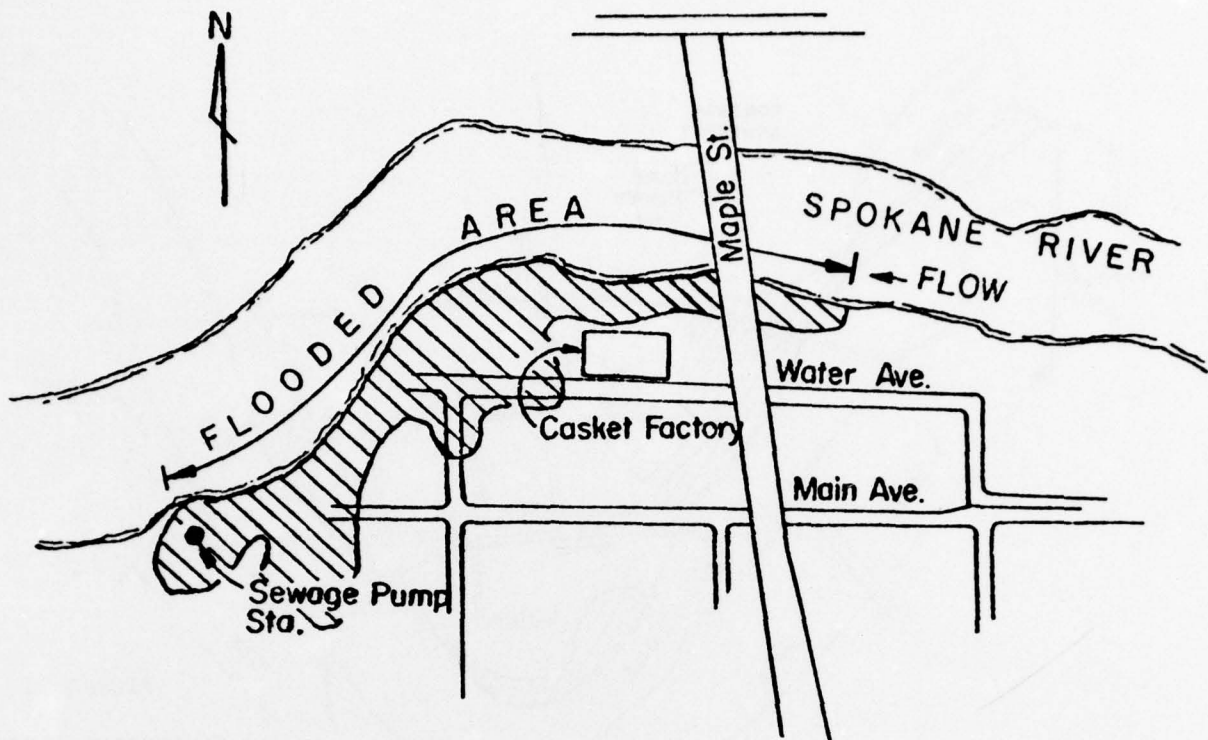 N
Maple St.
FLOODED AREA
SPOKANE RIVER
FLOW
Water Ave.
Casket Factory
Main Ave.
Sewage Pump
Sta.